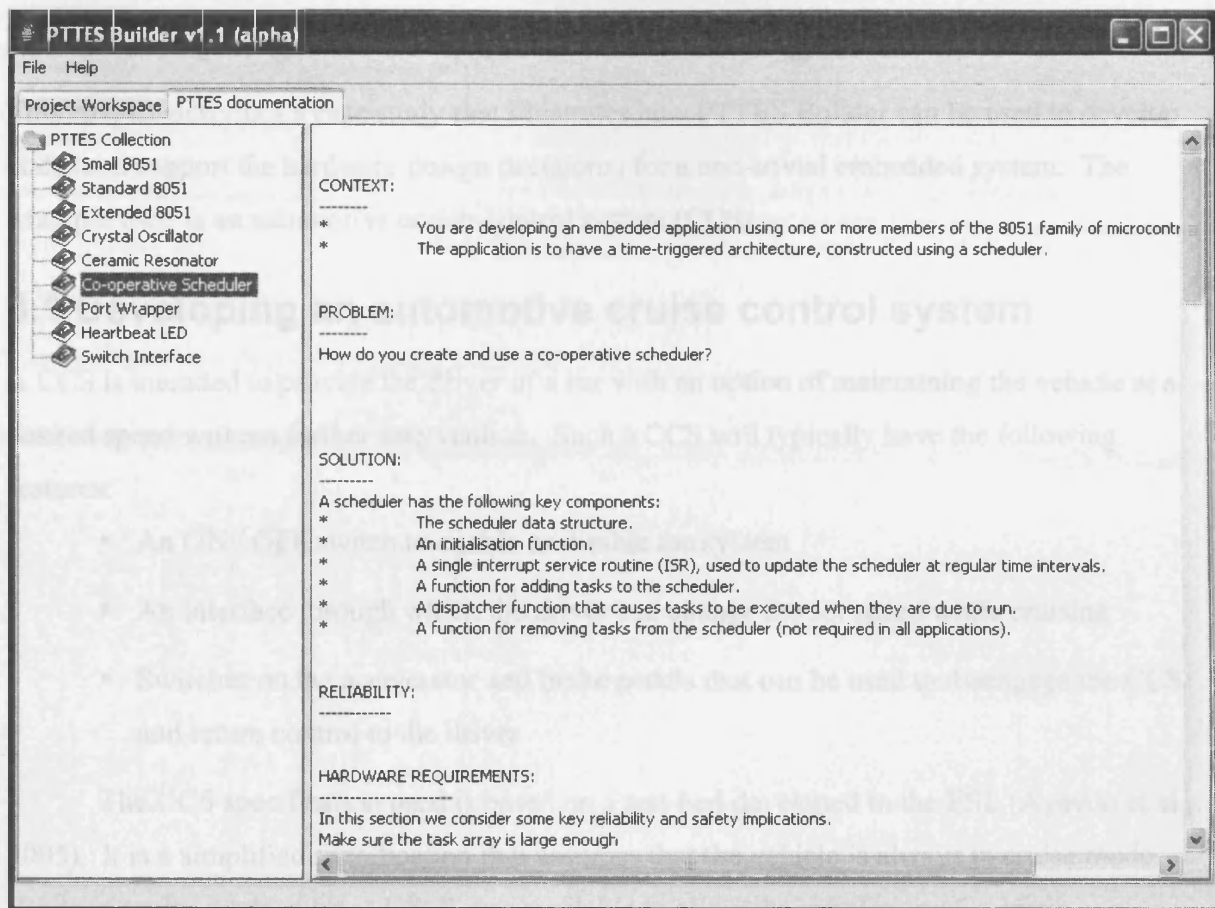 PTTES Builder v1.1 (alpha)
File Help
Project Workspace PTTES documentation
PTTES Collection
Small 8051
Standard 8051
Extended 8051
Crystal Oscillator
Ceramic Resonator
Co-operative Scheduler
Port Wrapper
Heartbeat LED
Switch Interface
CONTEXT:
--------
* You are developing an embedded application using one or more members of the 8051 family of microcontr
* The application is to have a time-triggered architecture, constructed using a scheduler.
PROBLEM:
--------
How do you create and use a co-operative scheduler?
SOLUTION:
---------
A scheduler has the following key components:
* The scheduler data structure.
* An initialisation function.
* A single interrupt service routine (ISR), used to update the scheduler at regular time intervals.
* A function for adding tasks to the scheduler.
* A dispatcher function that causes tasks to be executed when they are due to run.
* A function for removing tasks from the scheduler (not required in all applications).
RELIABILITY:
------------
HARDWARE REQUIREMENTS:
----------------------
In this section we consider some key reliability and safety implications.
Make sure the task array is large enough